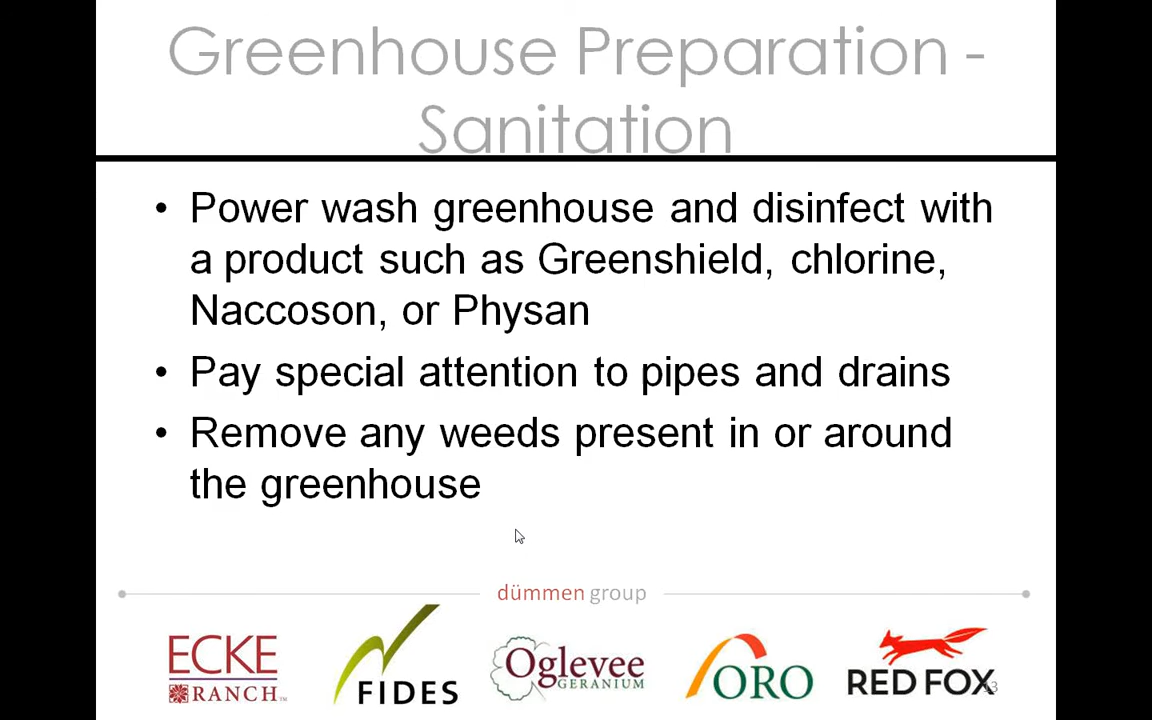 Greenhouse Preparation -
Sanitation
• Power wash greenhouse and disinfect with
a product such as Greenshield, chlorine,
Naccoson, or Physan
• Pay special attention to pipes and drains
• Remove any weeds present in or around
the greenhouse
dümmen group
ECKE
RANCH™
FIDES
Oglevee
GERANIUM
ORO
RED FOX